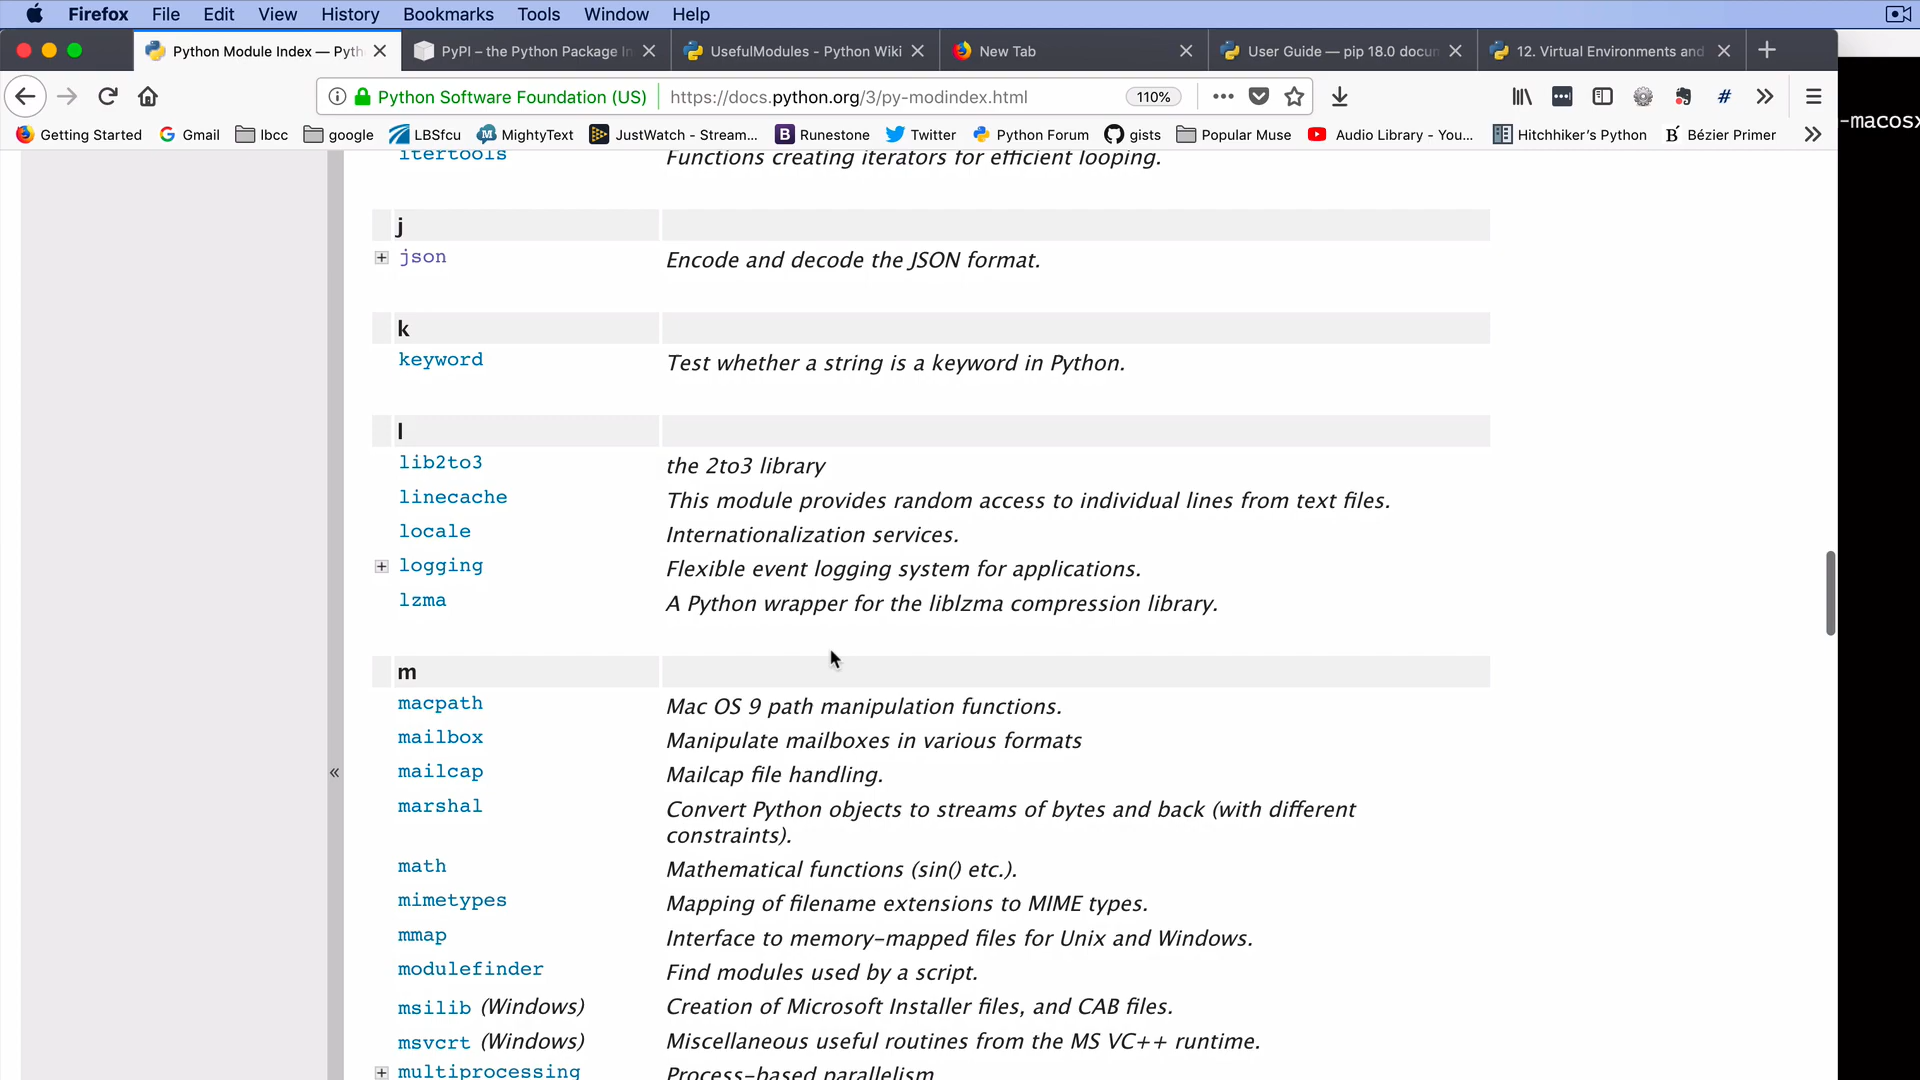 Firefox File Edit View History Bookmarks Tools Window Help
Python Module Index — Pyth PyPI – the Python Package In UsefulModules - Python Wiki New Tab User Guide — pip 18.0 docun 12. Virtual Environments and
Python Software Foundation (US) https://docs.python.org/3/py-modindex.html 110%
-macosx
Getting Started Gmail lbcc google LBSfcu MightyText JustWatch - Stream... Runestone Twitter Python Forum gists Popular Muse Audio Library - You... Hitchhiker's Python Bézier Primer
itertools Functions creating iterators for efficient looping.
j
json Encode and decode the JSON format.
k
keyword Test whether a string is a keyword in Python.
l
lib2to3 the 2to3 library
linecache This module provides random access to individual lines from text files.
locale Internationalization services.
logging Flexible event logging system for applications.
lzma A Python wrapper for the liblzma compression library.
m
macpath Mac OS 9 path manipulation functions.
mailbox Manipulate mailboxes in various formats
mailcap Mailcap file handling.
marshal Convert Python objects to streams of bytes and back (with different
constraints).
math Mathematical functions (sin() etc.).
mimetypes Mapping of filename extensions to MIME types.
mmap Interface to memory-mapped files for Unix and Windows.
modulefinder Find modules used by a script.
msilib (Windows) Creation of Microsoft Installer files, and CAB files.
msvcrt (Windows) Miscellaneous useful routines from the MS VC++ runtime.
multiprocessing Process-based parallelism